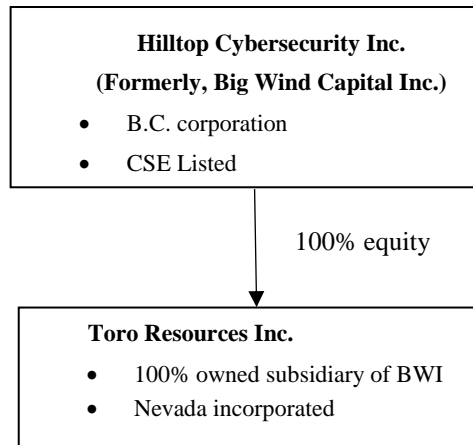 Hilltop Cybersecurity Inc.
(Formerly, Big Wind Capital Inc.)
• B.C. corporation
• CSE Listed
100% equity
Toro Resources Inc.
• 100% owned subsidiary of BWI
• Nevada incorporated